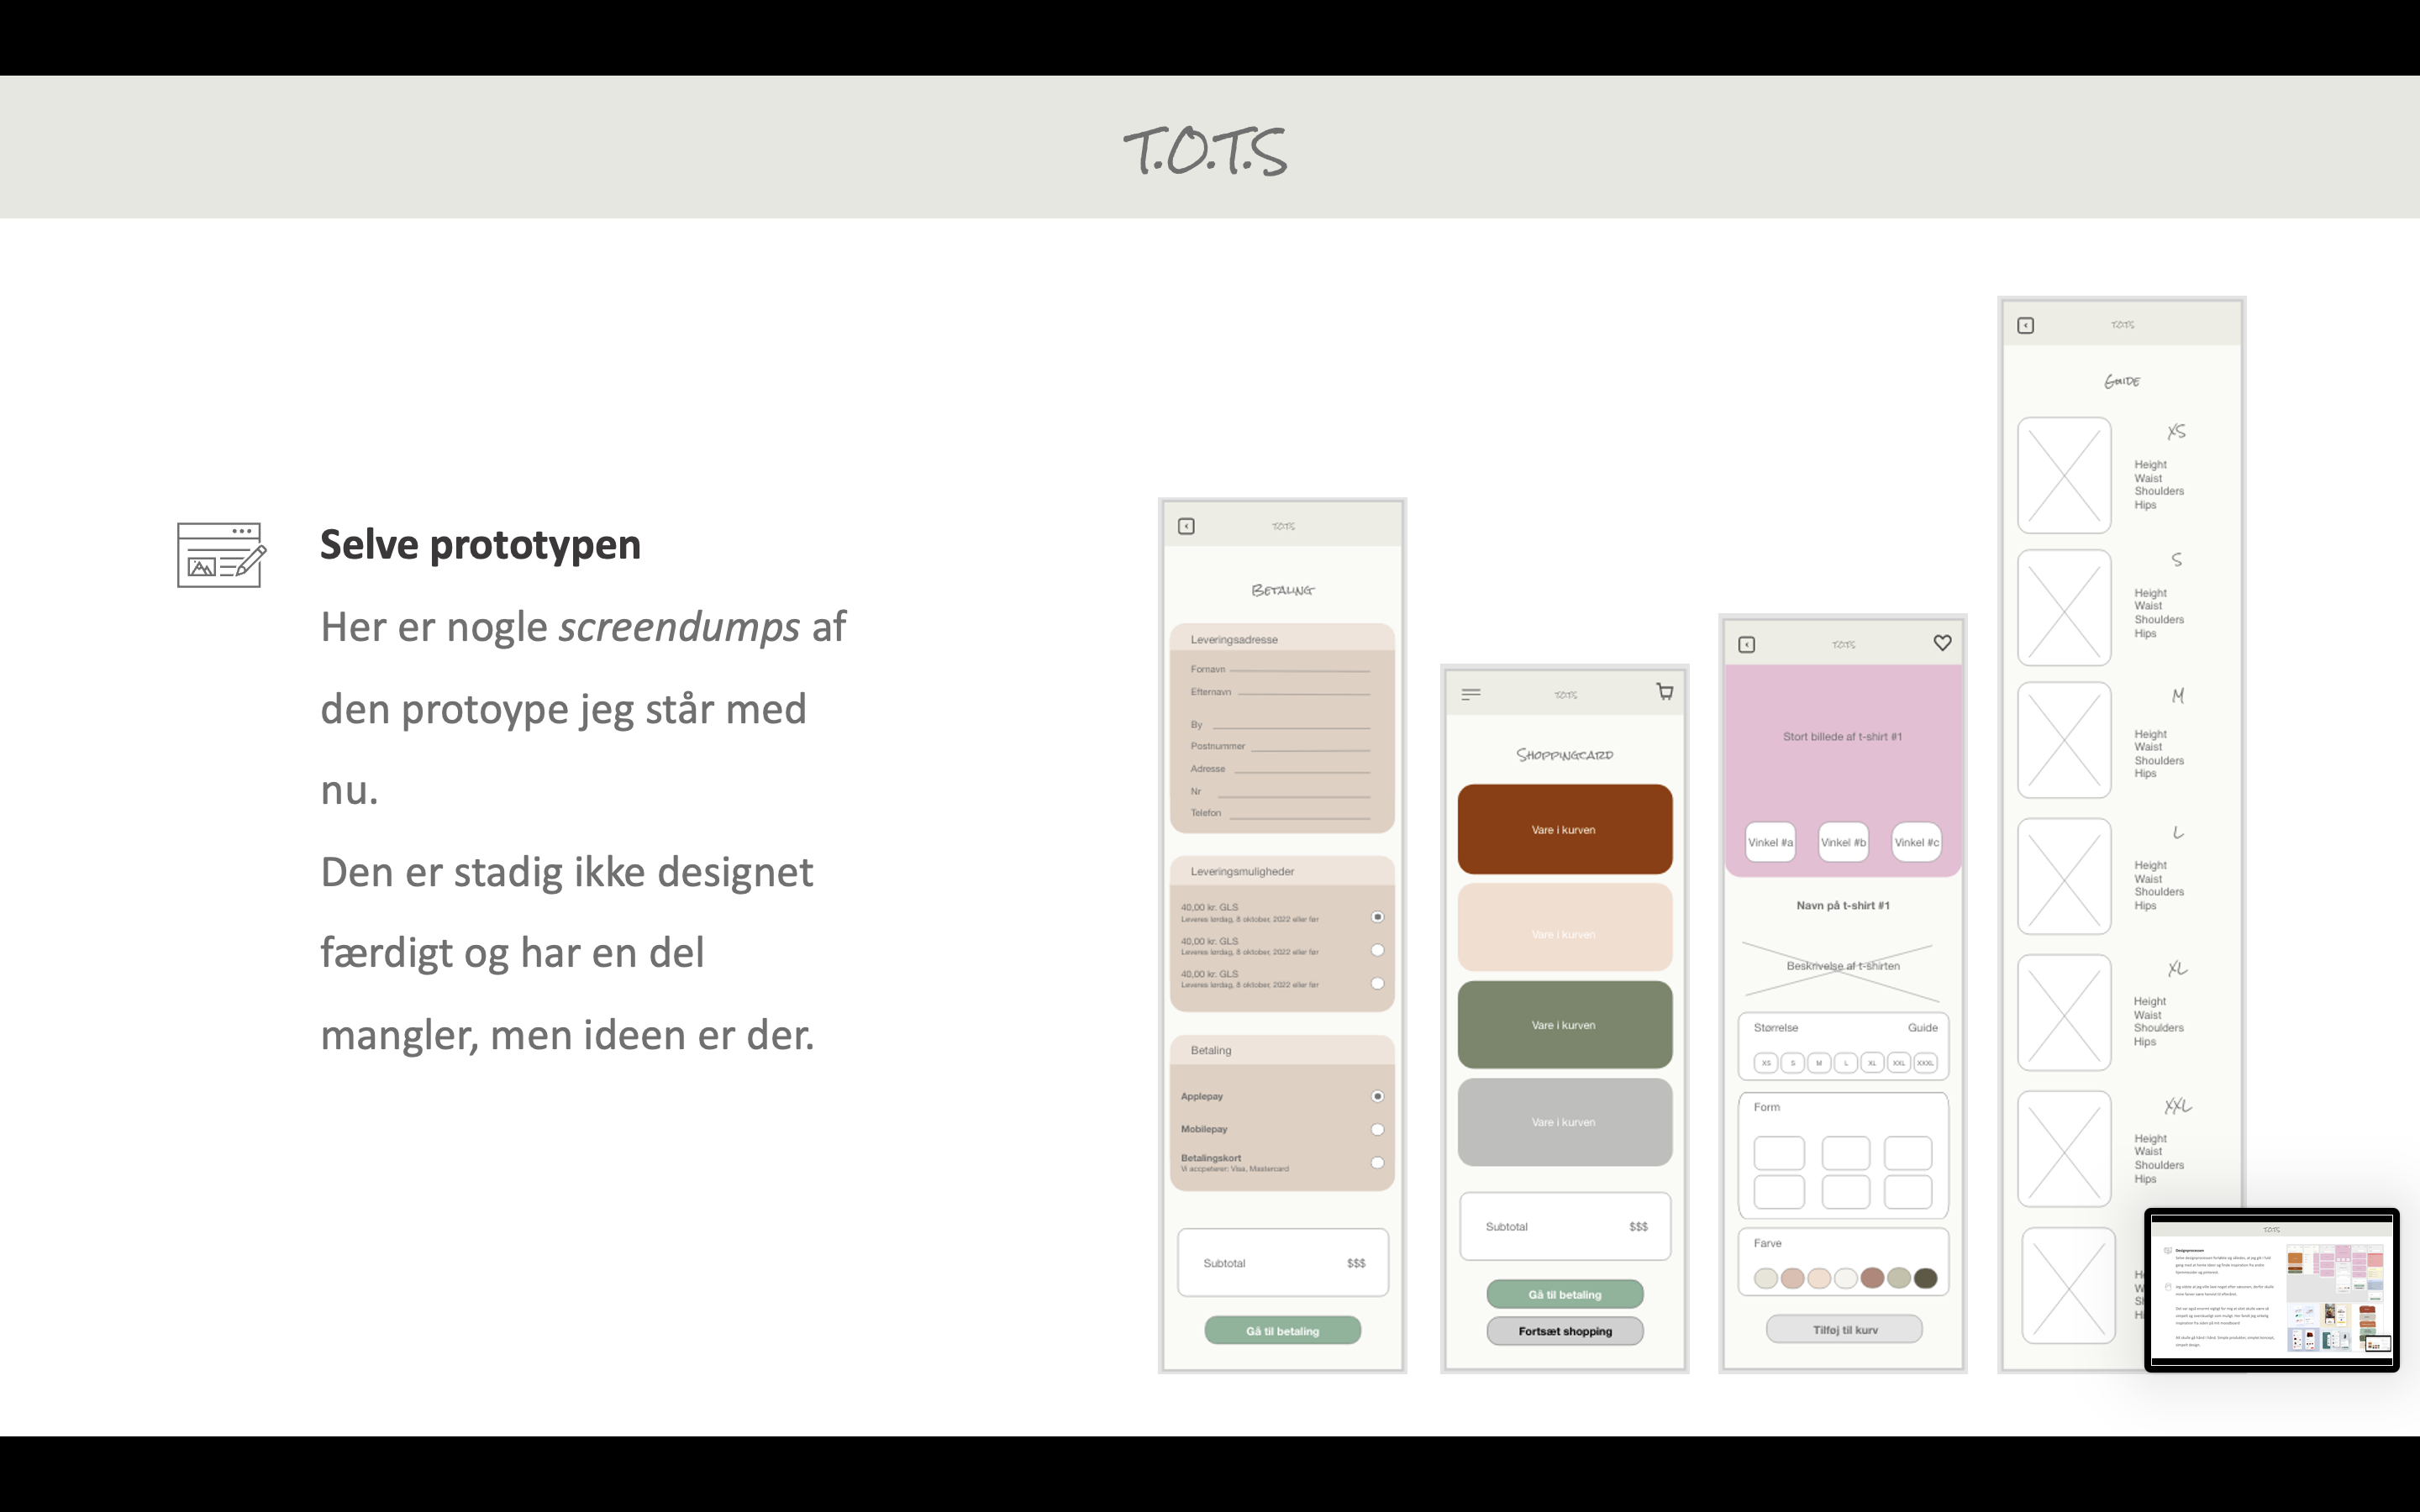 T.O.T.S
Selve prototypen
Her er nogle screendumps af
den protoype jeg står med
nu.
Den er stadig ikke designet
færdigt og har en del
mangler, men ideen er der.
T.O.T.S
Betaling
Leveringsadresse
Fornavn
Efternavn
By
Postnummer
Adresse
Nr
Telefon
Leveringsmuligheder
40,00 kr. GLS
Leveres lørdag, 8 oktober, 2022 eller før
40,00 kr. GLS
Leveres lørdag, 8 oktober, 2022 eller før
40,00 kr. GLS
Leveres lørdag, 8 oktober, 2022 eller før
Betaling
Applepay
Mobilepay
Betalingskort
Vi accpeterer: Visa, Mastercard
Subtotal $$$
Gå til betaling
T.O.T.S
Shoppingcard
Vare i kurven
Vare i kurven
Vare i kurven
Vare i kurven
Subtotal $$$
Gå til betaling
Fortsæt shopping
T.O.T.S
Stort billede af t-shirt #1
Vinkel #a Vinkel #b Vinkel #c
Navn på t-shirt #1
Beskrivelse af t-shirten
Størrelse Guide
XS S M L XL XXL XXXL
Form
Farve
Tilføj til kurv
T.O.T.S
Guide
XS
Height
Waist
Shoulders
Hips
S
Height
Waist
Shoulders
Hips
M
Height
Waist
Shoulders
Hips
L
Height
Waist
Shoulders
Hips
XL
Height
Waist
Shoulders
Hips
XXL
Height
Waist
Shoulders
Hips
T.O.T.S
Designprocessen